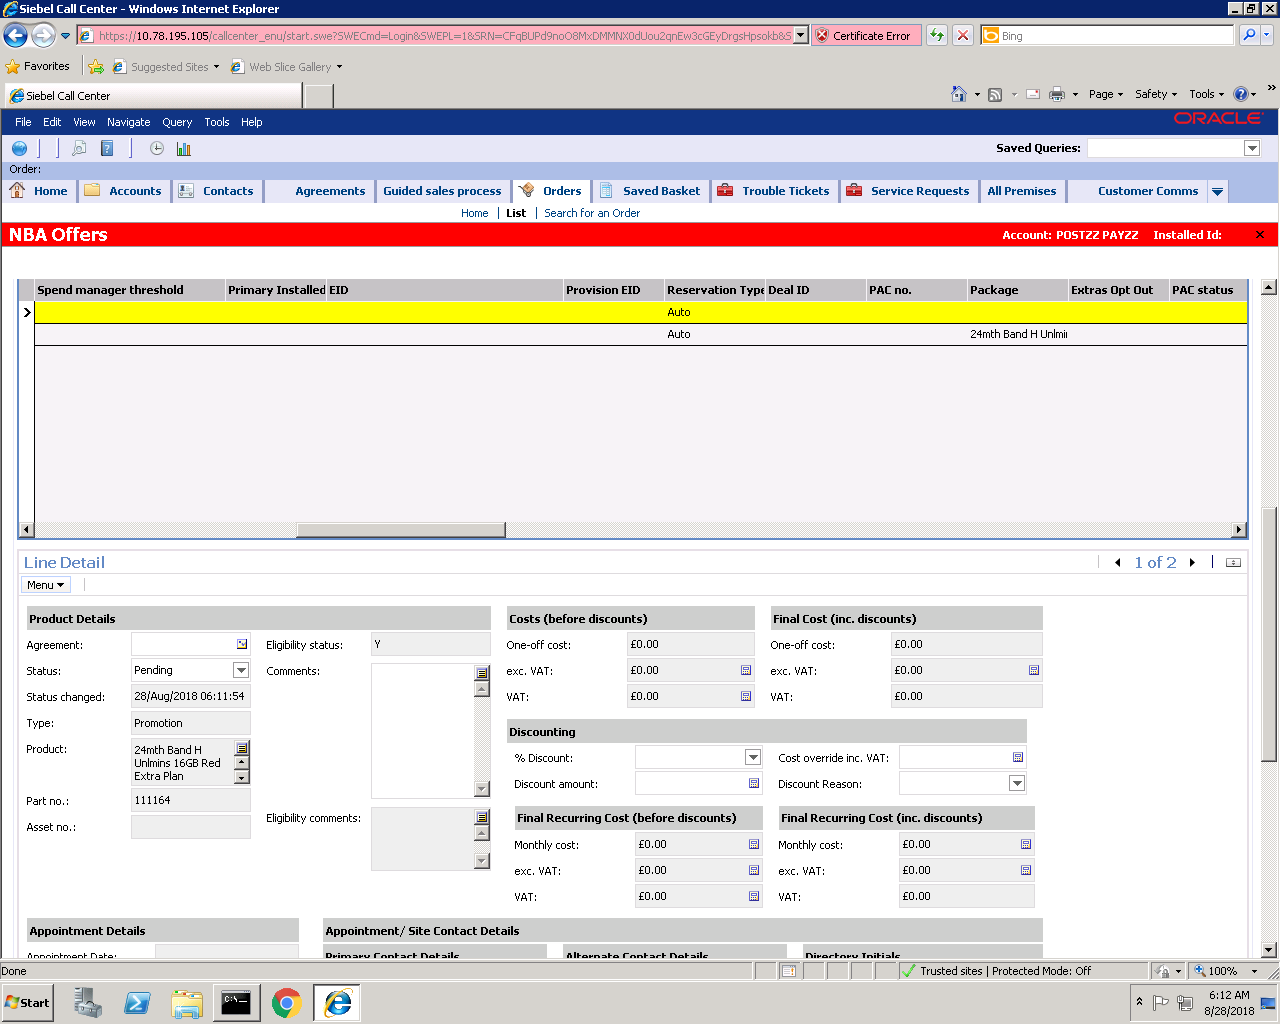 Siebel Call Center - Windows Internet Explorer
https://10.78.195.105/callcenter_enu/start.swe?SWECmd=Login&SWEPL=1&SRN=CFqBUPd9noO8MxDMMNX0dUou2qnEw3cGEyDrgsHpsokb&S
Certificate Error
Bing
Favorites
Suggested Sites
Web Slice Gallery
Siebel Call Center
Page
Safety
Tools
File Edit View Navigate Query Tools Help
ORACLE
Saved Queries:
Order:
Home Accounts Contacts Agreements Guided sales process Orders Saved Basket Trouble Tickets Service Requests All Premises Customer Comms
Home | List | Search for an Order
NBA Offers
Account: POSTZZ PAYZZ Installed Id:
Spend manager threshold Primary Installed EID Provision EID Reservation Type Deal ID PAC no. Package Extras Opt Out PAC status
Auto
Auto 24mth Band H Unlmi
Line Detail
1 of 2
Menu
Product Details
Agreement:
Eligibility status: Y
Status: Pending
Comments:
Status changed: 28/Aug/2018 06:11:54
Type: Promotion
Product: 24mth Band H
Unlmins 16GB Red
Extra Plan
Part no.: 111164
Asset no.:
Eligibility comments:
Costs (before discounts)
One-off cost: £0.00
exc. VAT: £0.00
VAT: £0.00
Final Cost (inc. discounts)
One-off cost: £0.00
exc. VAT: £0.00
VAT: £0.00
Discounting
% Discount:
Cost override inc. VAT:
Discount amount:
Discount Reason:
Final Recurring Cost (before discounts)
Monthly cost: £0.00
exc. VAT: £0.00
VAT: £0.00
Final Recurring Cost (inc. discounts)
Monthly cost: £0.00
exc. VAT: £0.00
VAT: £0.00
Appointment Details
Appointment Date:
Appointment/ Site Contact Details
Primary Contact Details
Alternate Contact Details
Directory Initials
Done
Trusted sites | Protected Mode: Off
100%
Start
C:\
6:12 AM
8/28/2018